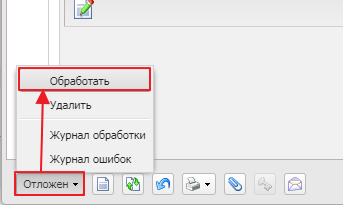 Обработать
Удалить
Журнал обработки
Журнал ошибок
Отложен